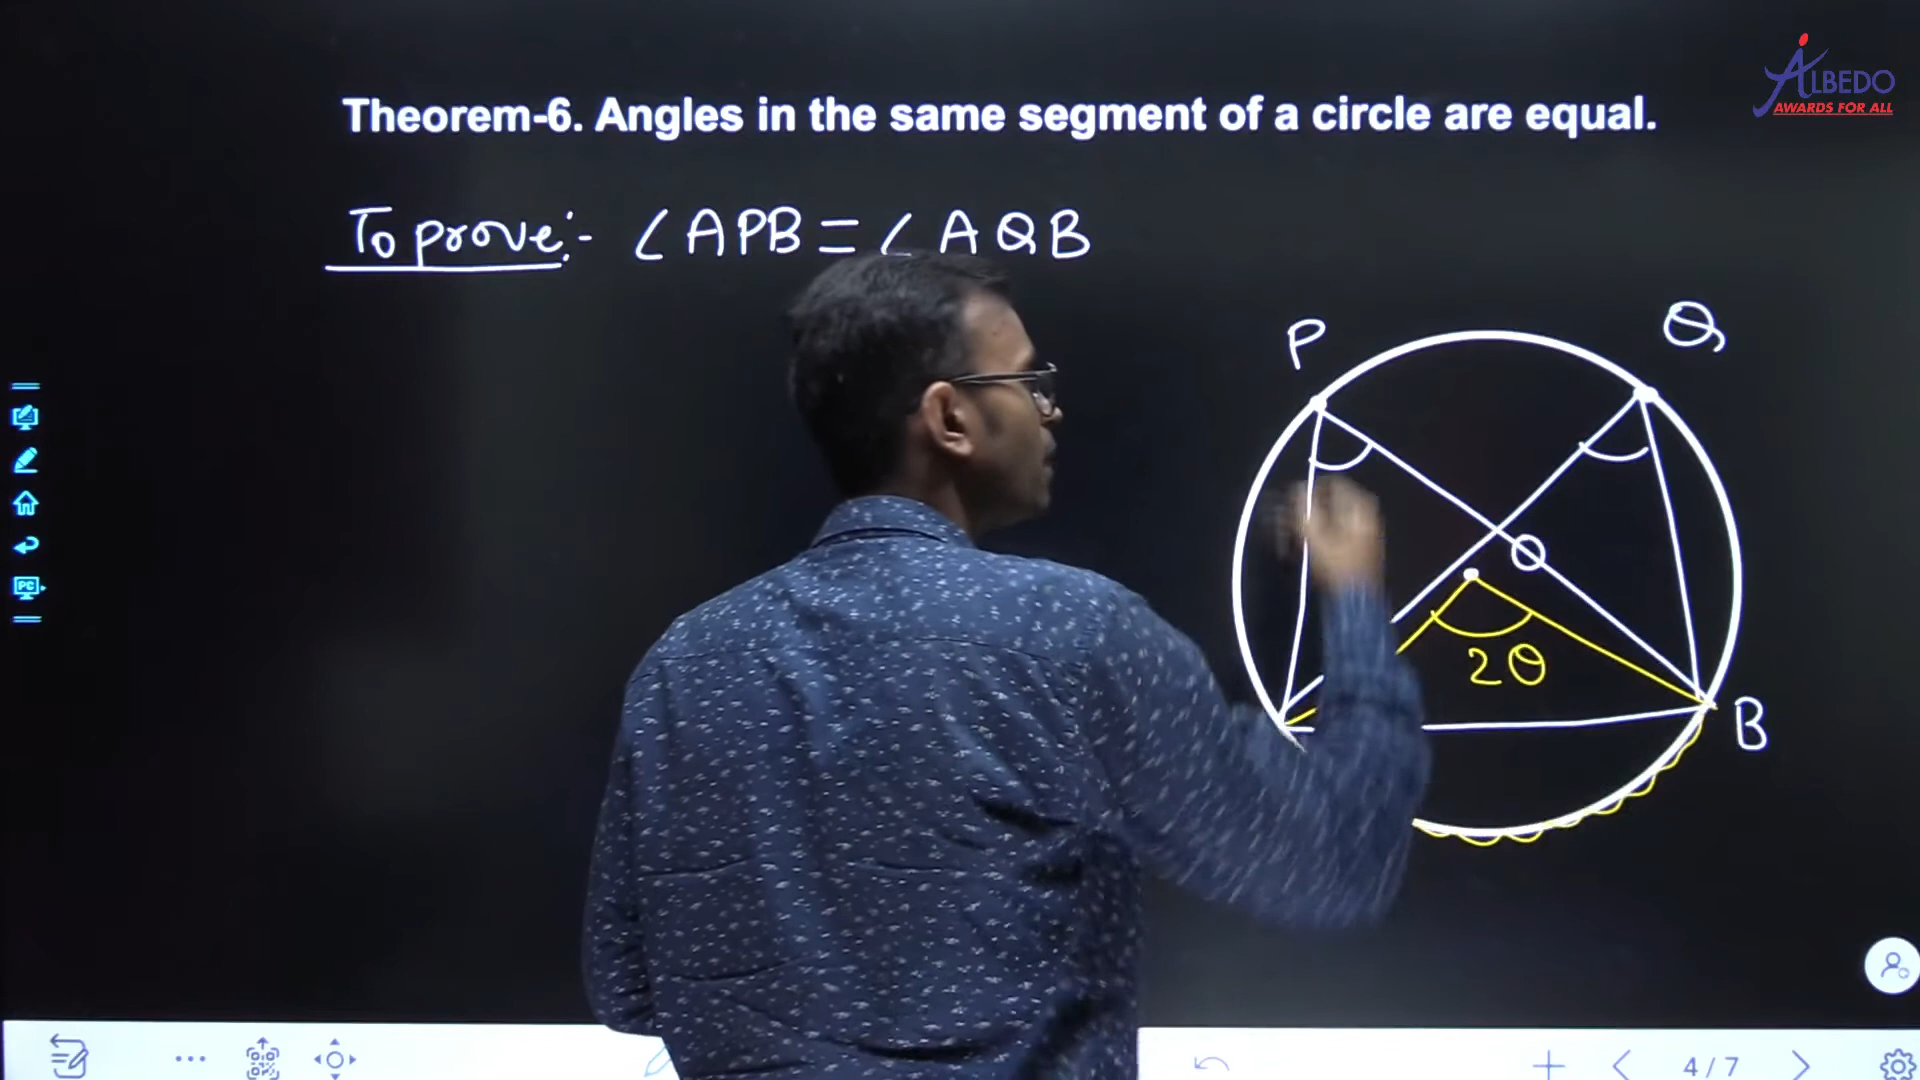 ALBEDO
AWARDS FOR ALL
Theorem-6. Angles in the same segment of a circle are equal.
To prove:- ∠APB = ∠AQB
P
Q
O
2θ
B
PC
4 / 7